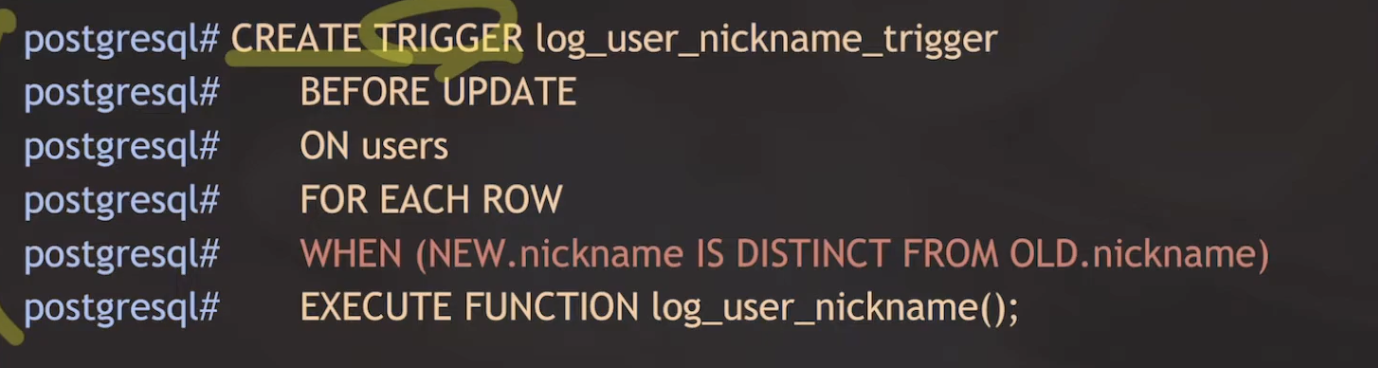 postgresql# CREATE TRIGGER log_user_nickname_trigger
postgresql# BEFORE UPDATE
postgresql# ON users
postgresql# FOR EACH ROW
postgresql# WHEN (NEW.nickname IS DISTINCT FROM OLD.nickname)
postgresql# EXECUTE FUNCTION log_user_nickname();